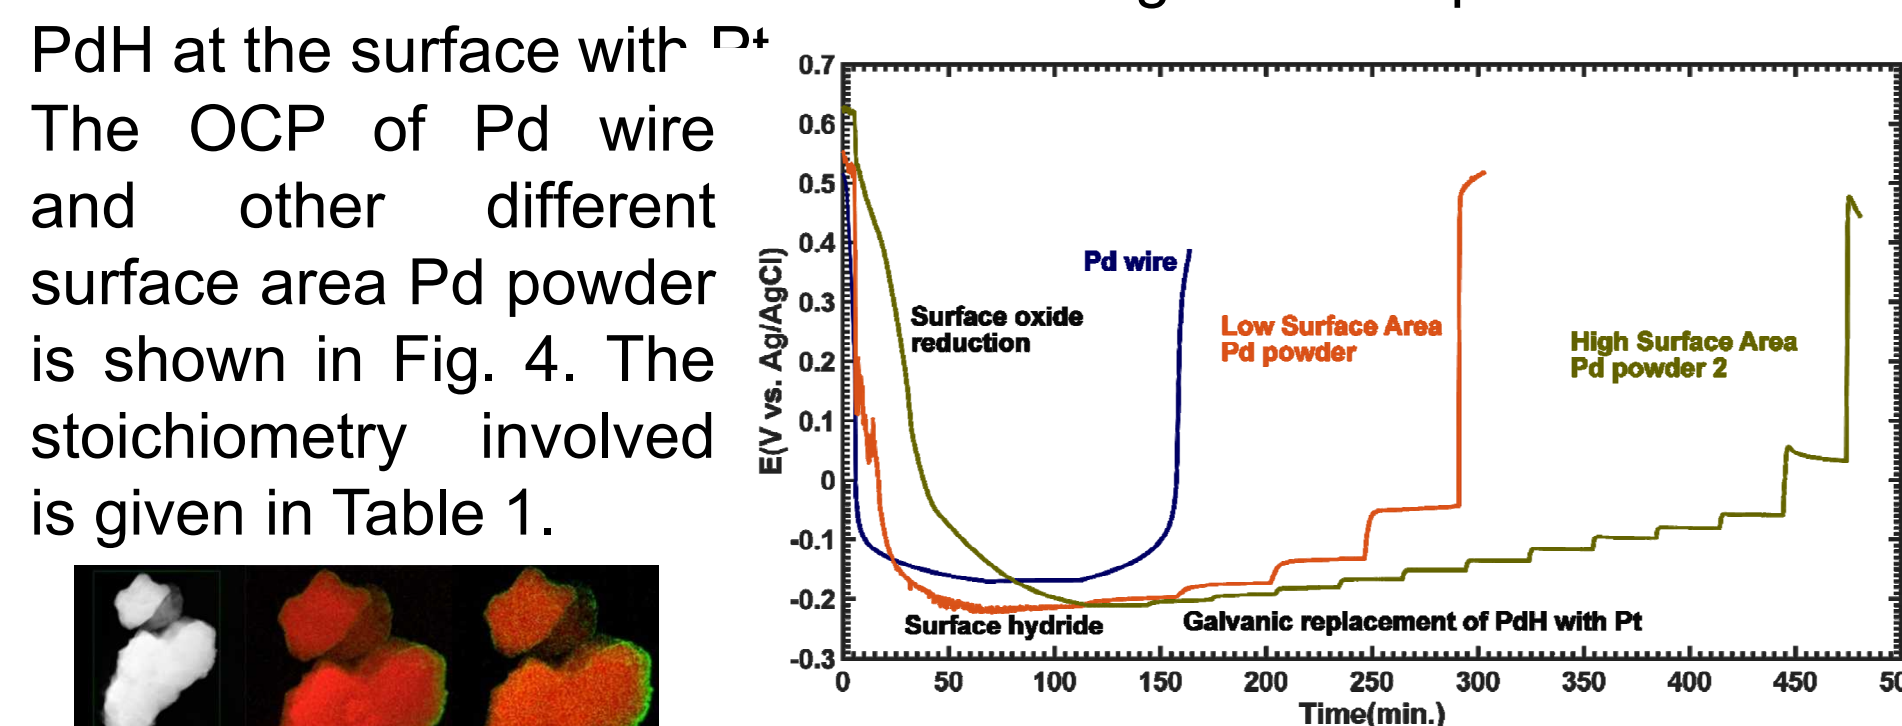 PdH at the surface with Pt
The OCP of Pd wire
and other different
surface area Pd powder
is shown in Fig. 4. The
stoichiometry involved
is given in Table 1.
0.7
0.6
0.5
0.4
0.3
0.2
0.1
0
-0.1
-0.2
-0.3
E(V vs. Ag/AgCl)
Pd wire
Surface oxide
reduction
Low Surface Area
Pd powder
High Surface Area
Pd powder 2
Surface hydride
Galvanic replacement of PdH with Pt
0 50 100 150 200 250 300 350 400 450 50
Time(min.)